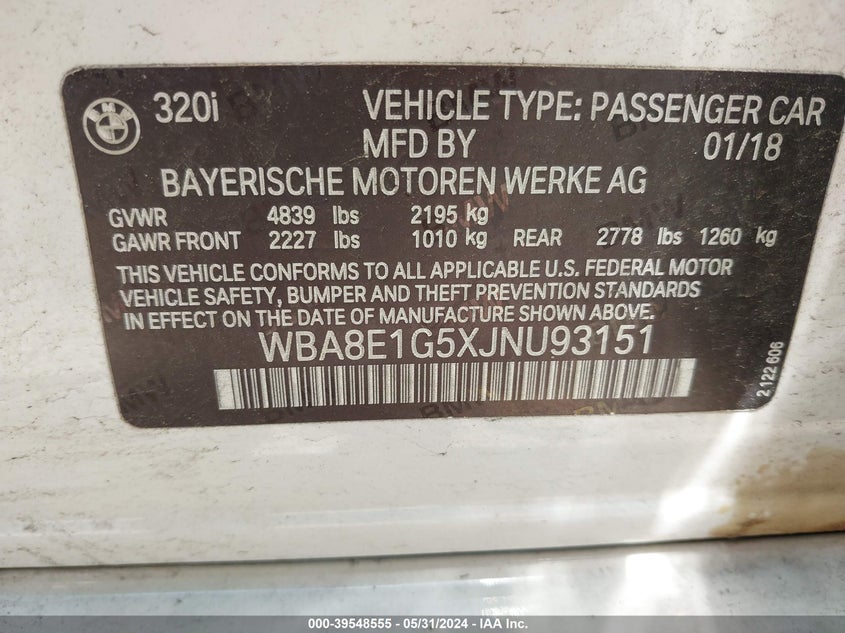 320i VEHICLE TYPE: PASSENGER CAR
MFD BY 01/18
BAYERISCHE MOTOREN WERKE AG
GVWR 4839 lbs 2195 kg
GAWR FRONT 2227 lbs 1010 kg REAR 2778 lbs 1260 kg
THIS VEHICLE CONFORMS TO ALL APPLICABLE U.S. FEDERAL MOTOR
VEHICLE SAFETY, BUMPER AND THEFT PREVENTION STANDARDS
IN EFFECT ON THE DATE OF MANUFACTURE SHOWN ABOVE.
WBA8E1G5XJNU93151
2 122 606
000-39548555 - 05/31/2024 - IAA Inc.